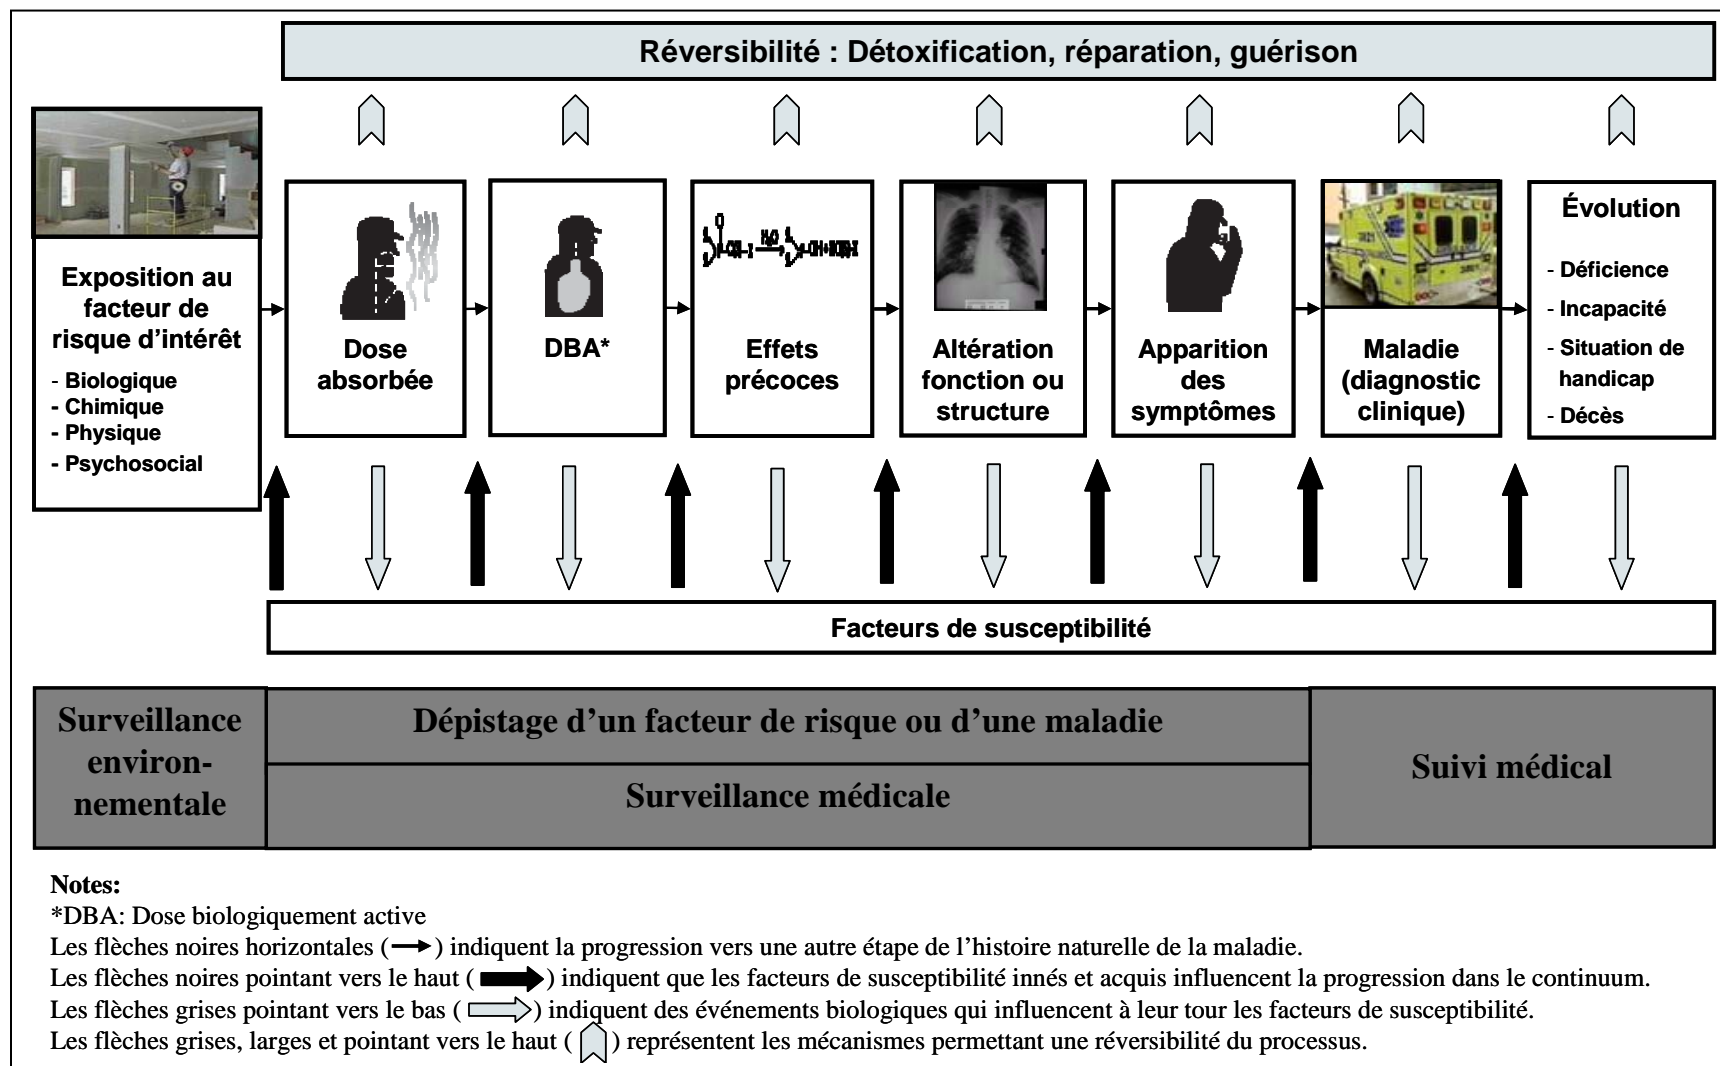 Réversibilité : Détoxification, réparation, guérison
Exposition au
facteur de
risque d’intérêt
- Biologique
- Chimique
- Physique
- Psychosocial
Dose
absorbée
DBA*
Effets
précoces
Altération
fonction ou
structure
Apparition
des
symptômes
Maladie
(diagnostic
clinique)
Évolution
- Déficience
- Incapacité
- Situation de
handicap
- Décès
Facteurs de susceptibilité
Surveillance
environ-
nementale
Dépistage d’un facteur de risque ou d’une maladie
Surveillance médicale
Suivi médical
Notes:
*DBA: Dose biologiquement active
Les flèches noires horizontales ( ) indiquent la progression vers une autre étape de l’histoire naturelle de la maladie.
Les flèches noires pointant vers le haut ( ) indiquent que les facteurs de susceptibilité innés et acquis influencent la progression dans le continuum.
Les flèches grises pointant vers le bas ( ) indiquent des événements biologiques qui influencent à leur tour les facteurs de susceptibilité.
Les flèches grises, larges et pointant vers le haut ( ) représentent les mécanismes permettant une réversibilité du processus.